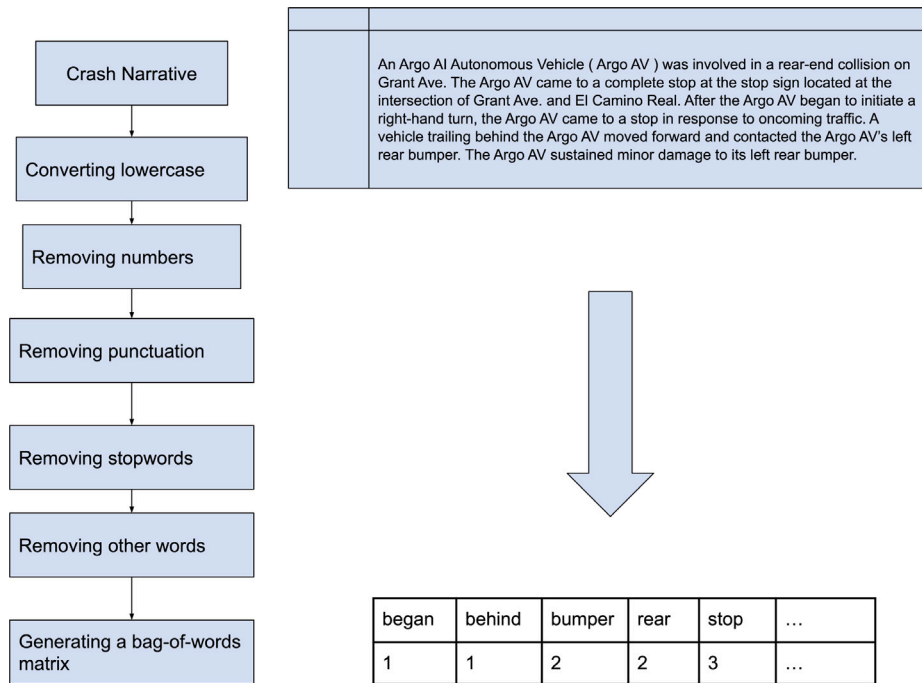 Crash Narrative
Converting lowercase
Removing numbers
Removing punctuation
Removing stopwords
Removing other words
Generating a bag-of-words
matrix
An Argo AI Autonomous Vehicle ( Argo AV ) was involved in a rear-end collision on
Grant Ave. The Argo AV came to a complete stop at the stop sign located at the
intersection of Grant Ave. and El Camino Real. After the Argo AV began to initiate a
right-hand turn, the Argo AV came to a stop in response to oncoming traffic. A
vehicle trailing behind the Argo AV moved forward and contacted the Argo AV's left
rear bumper. The Argo AV sustained minor damage to its left rear bumper.
began behind bumper rear stop …
1 1 2 2 3 …